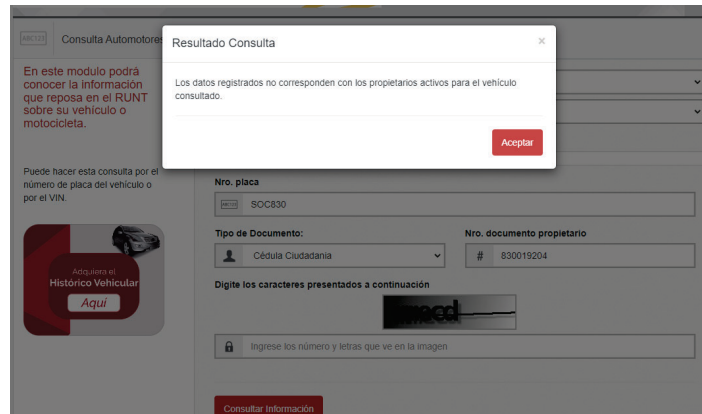 ABC123 Consulta Automotores
Resultado Consulta ×
Los datos registrados no corresponden con los propietarios activos para el vehículo
consultado.
Aceptar
En este modulo podrá
conocer la información
que reposa en el RUNT
sobre su vehículo o
motocicleta.
Puede hacer esta consulta por el
número de placa del vehículo o
por el VIN.
Adquiera el
Histórico Vehicular
Aquí
Nro. placa
ABC123 SOC830
Tipo de Documento: Nro. documento propietario
Cédula Ciudadania # 830019204
Digite los caracteres presentados a continuación
Ingrese los número y letras que ve en la imagen
Consultar Información